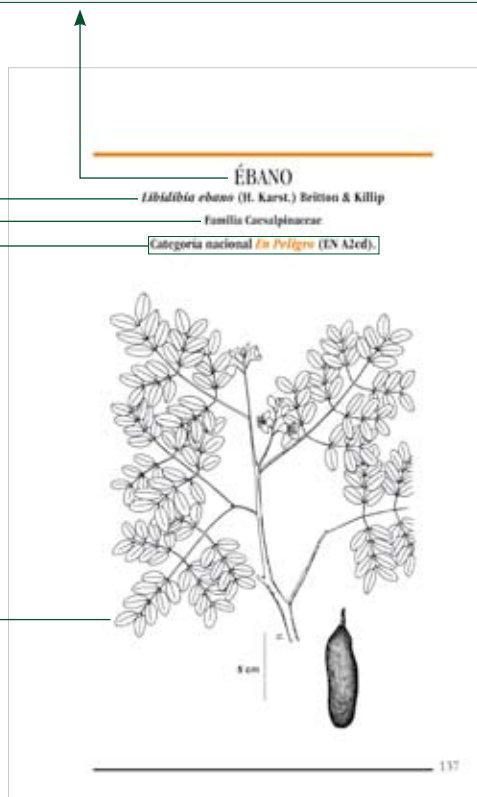 ÉBANO
Libidibia ebano (H. Karst.) Britton & Killip
Familia Caesalpinaceae
Categoría nacional En Peligro (EN A2cd).
5 cm
137